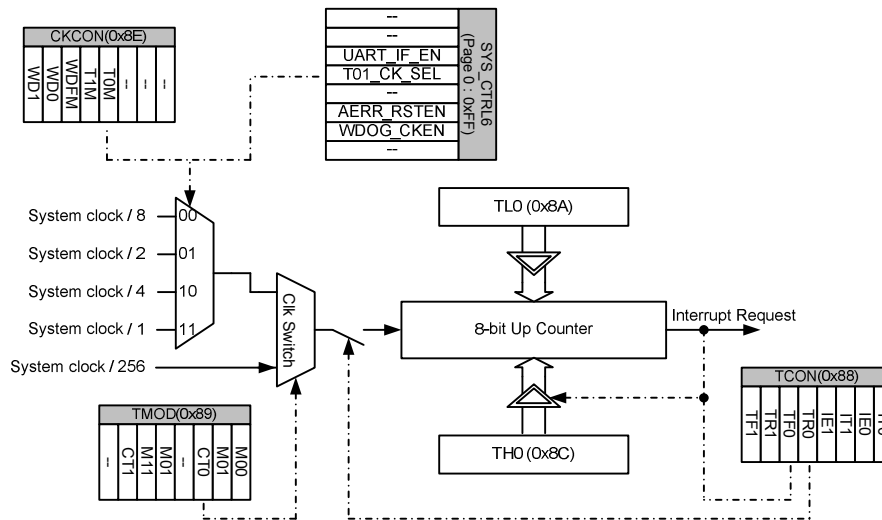 CKCON(0x8E)
WD1
WD0
WDFM
T1M
T0M
--
--
--
--
--
UART_IF_EN
T01_CK_SEL
--
AERR_RSTEN
WDOG_CKEN
--
SYS_CTRL6
(Page 0 : 0xFF)
System clock / 8
00
System clock / 2
01
System clock / 4
10
System clock / 1
11
System clock / 256
Clk Switch
TL0 (0x8A)
8-bit Up Counter
Interrupt Request
TH0 (0x8C)
TMOD(0x89)
--
CT1
M11
M01
--
CT0
M01
M00
TCON(0x88)
TF1
TR1
TF0
TR0
IE1
IT1
IE0